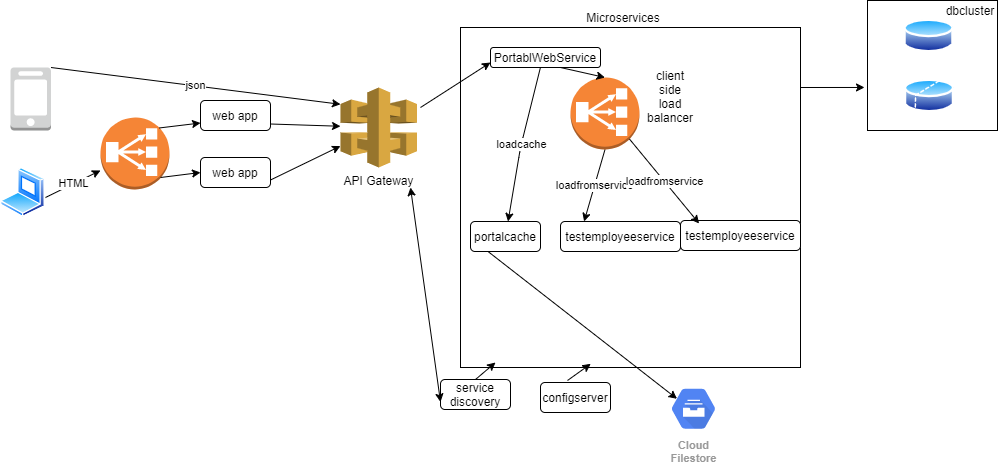 Microservices
dbcluster
PortablWebService
client
side
load
balancer
json
web app
loadcache
HTML
web app
API Gateway
loadfromservice
loadfromservice
portalcache
testemployeeservice
testemployeeservice
service
discovery
configserver
Cloud
Filestore